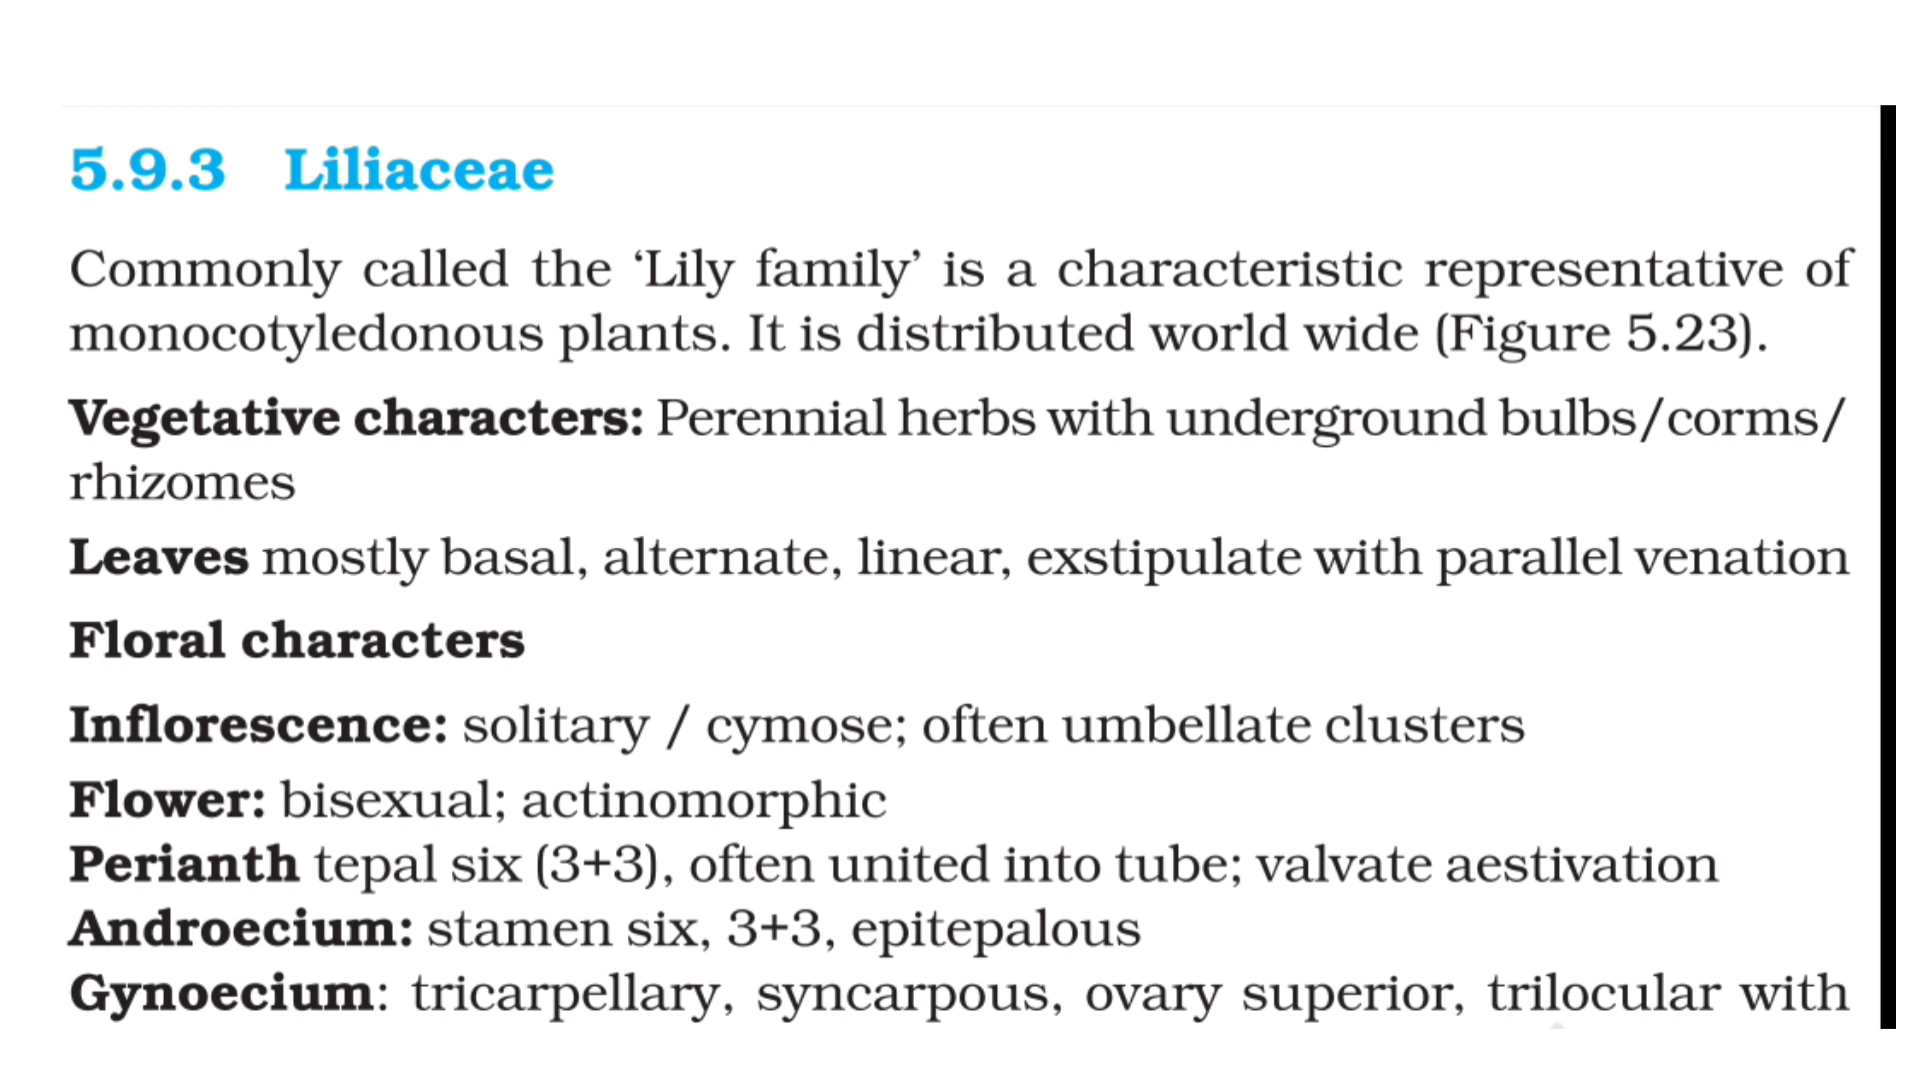 5.9.3 Liliaceae
Commonly called the ‘Lily family’ is a characteristic representative of
monocotyledonous plants. It is distributed world wide (Figure 5.23).
Vegetative characters: Perennial herbs with underground bulbs/corms/
rhizomes
Leaves mostly basal, alternate, linear, exstipulate with parallel venation
Floral characters
Inflorescence: solitary / cymose; often umbellate clusters
Flower: bisexual; actinomorphic
Perianth tepal six (3+3), often united into tube; valvate aestivation
Androecium: stamen six, 3+3, epitepalous
Gynoecium: tricarpellary, syncarpous, ovary superior, trilocular with